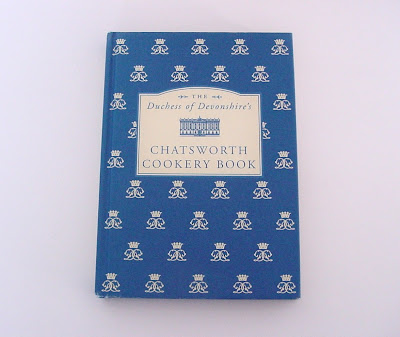 THE
Duchess of Devonshire's
CHATSWORTH
COOKERY BOOK